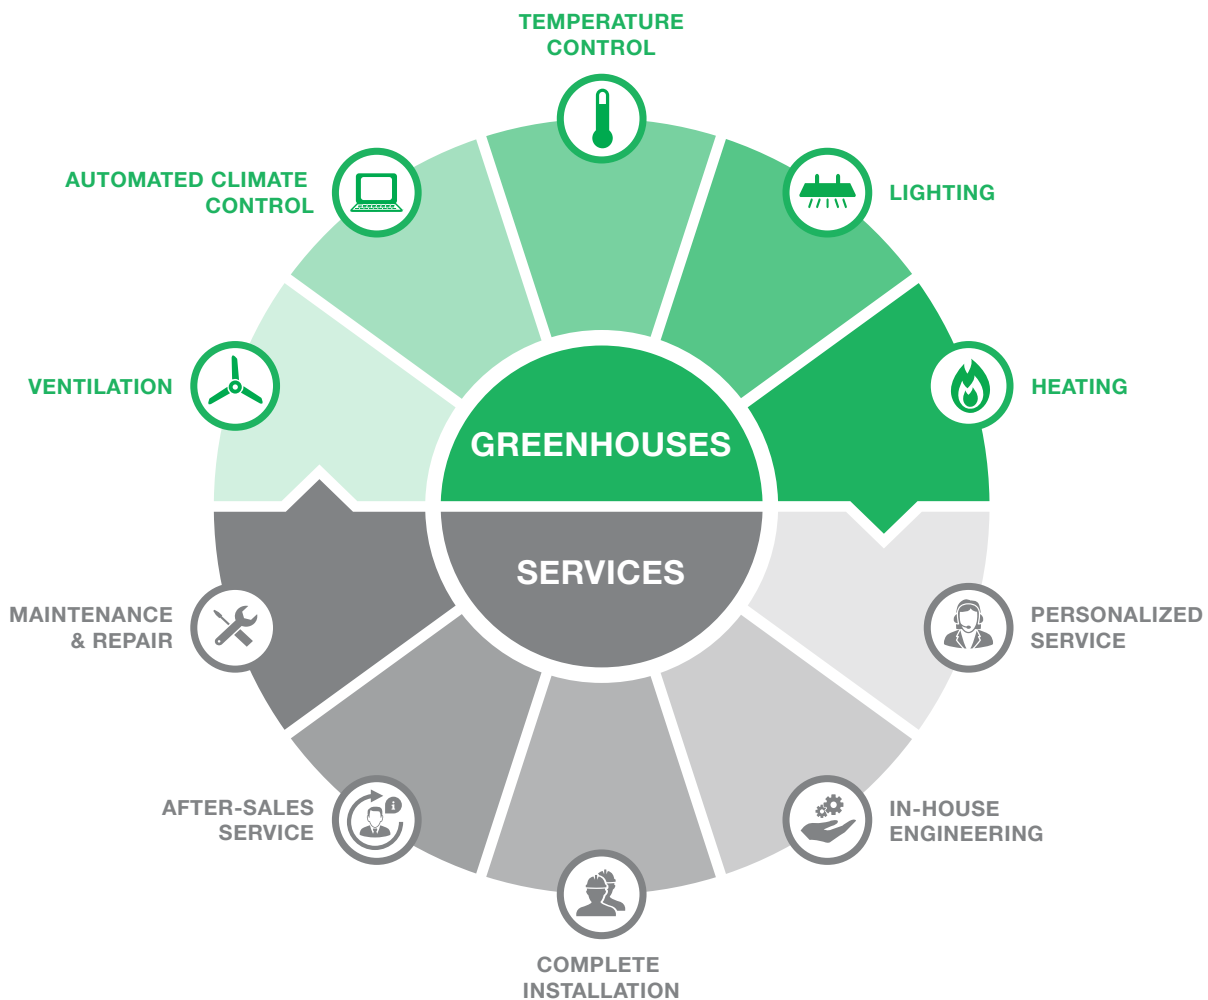 TEMPERATURE
CONTROL
AUTOMATED CLIMATE
CONTROL
LIGHTING
VENTILATION
HEATING
GREENHOUSES
SERVICES
MAINTENANCE
& REPAIR
PERSONALIZED
SERVICE
AFTER-SALES
SERVICE
IN-HOUSE
ENGINEERING
COMPLETE
INSTALLATION